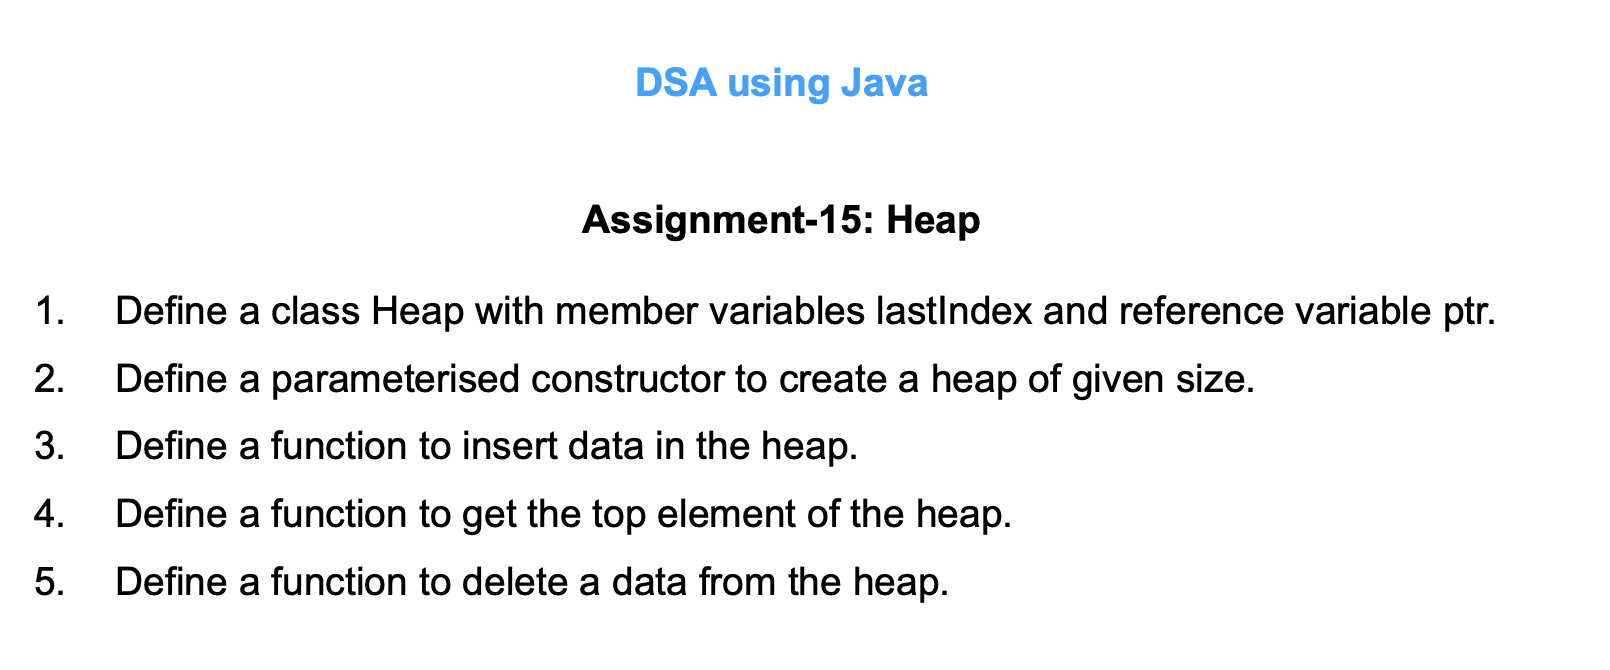 DSA using Java
Assignment-15: Heap
1. Define a class Heap with member variables lastIndex and reference variable ptr.
2. Define a parameterised constructor to create a heap of given size.
3. Define a function to insert data in the heap.
4. Define a function to get the top element of the heap.
5. Define a function to delete a data from the heap.